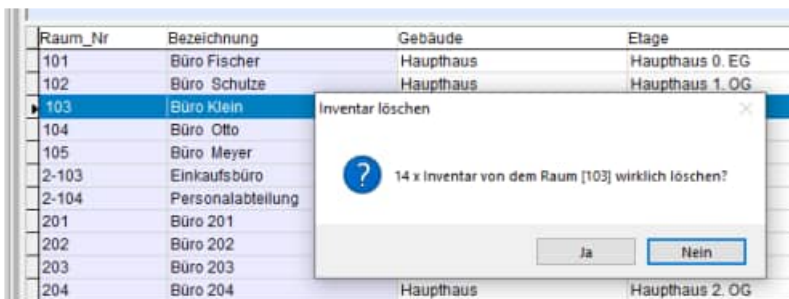 Raum_Nr Bezeichnung Gebäude Etage
101 Büro Fischer Haupthaus Haupthaus 0. EG
102 Büro Schulze Haupthaus Haupthaus 1. OG
103 Büro Klein
Inventar löschen
104 Büro Otto
105 Büro Meyer
2-103 Einkaufsbüro
14 x Inventar von dem Raum [103] wirklich löschen?
2-104 Personalabteilung
201 Büro 201
202 Büro 202
Ja Nein
203 Büro 203
204 Büro 204 Haupthaus Haupthaus 2. OG